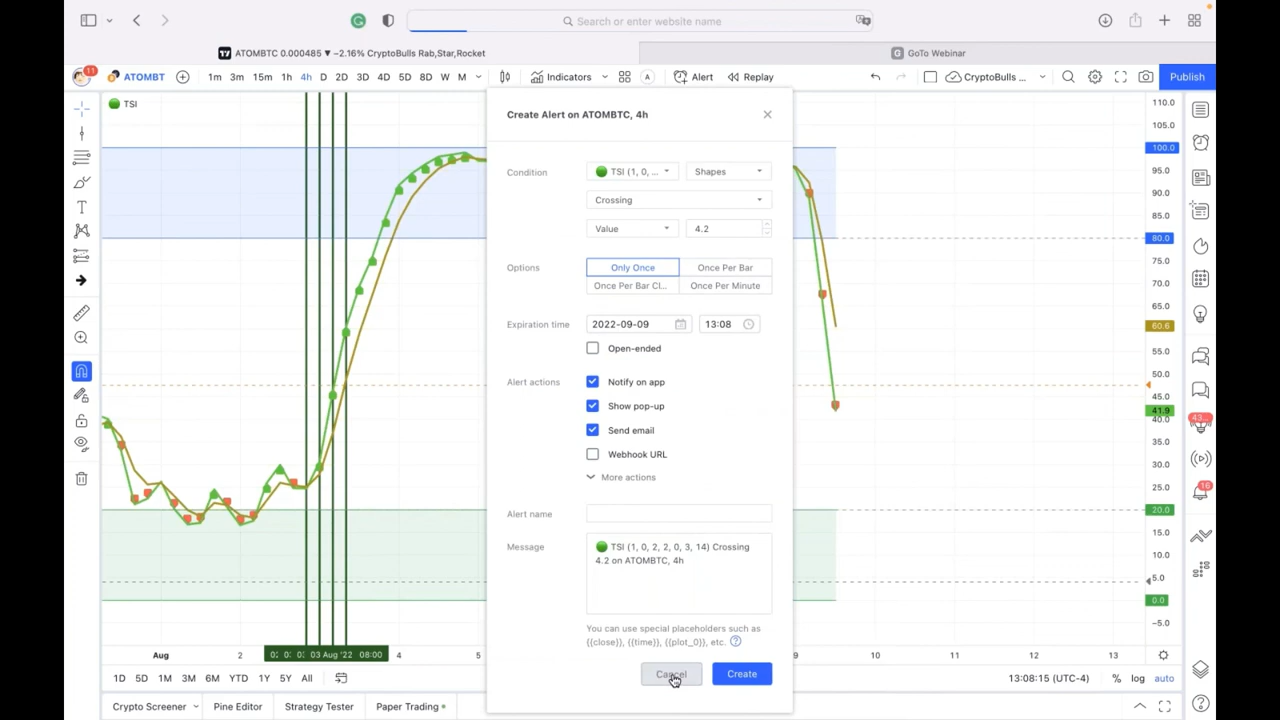 Search or enter website name
ATOMBTC 0.000485 ▼ −2.16% CryptoBulls Rab,Star,Rocket
GoTo Webinar
11
ATOMBT
1m 3m 15m 1h 4h D 2D 3D 4D 5D 8D W M
Indicators
A
Alert
Replay
CryptoBulls ...
Publish
TSI
Create Alert on ATOMBTC, 4h
Condition
TSI (1, 0, ...
Shapes
Crossing
Value
4.2
Options
Only Once
Once Per Bar
Once Per Bar Cl...
Once Per Minute
Expiration time
2022-09-09
13:08
Open-ended
Alert actions
Notify on app
Show pop-up
Send email
Webhook URL
More actions
Alert name
Message
TSI (1, 0, 2, 2, 0, 3, 14) Crossing
4.2 on ATOMBTC, 4h
You can use special placeholders such as
{{close}}, {{time}}, {{plot_0}}, etc.
Cancel
Create
110.0
105.0
100.0
95.0
90.0
85.0
80.0
75.0
70.0
65.0
60.6
55.0
50.0
45.0
41.9
40.0
35.0
30.0
25.0
20.0
15.0
10.0
5.0
0.0
−5.0
43...
16
Aug 2 03 Aug '22 08:00 4 5 9 10 11 12 13
1D 5D 1M 3M 6M YTD 1Y 5Y All
13:08:15 (UTC-4)
% log auto
Crypto Screener
Pine Editor
Strategy Tester
Paper Trading